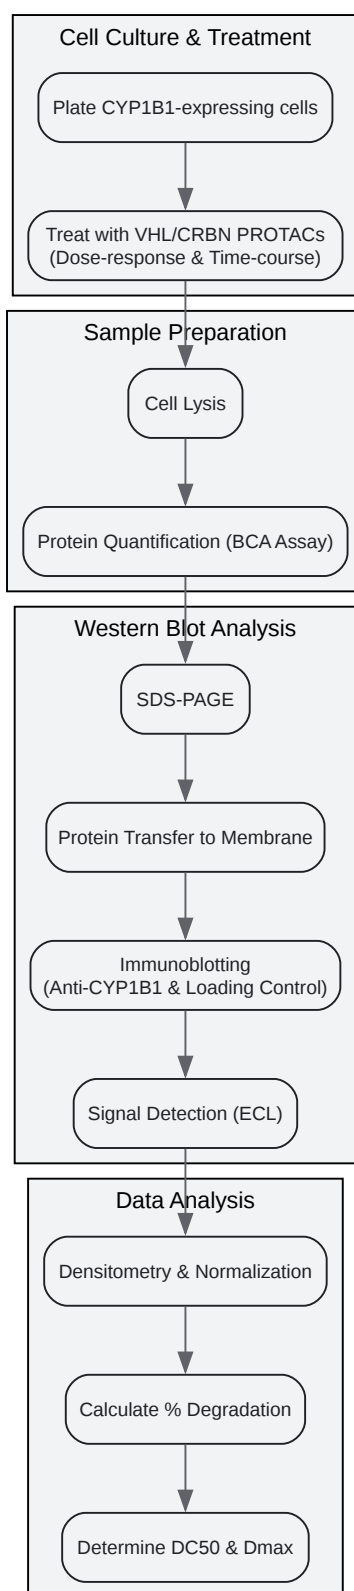 Cell Culture & Treatment
Plate CYP1B1-expressing cells
Treat with VHL/CRBN PROTACs
(Dose-response & Time-course)
Sample Preparation
Cell Lysis
Protein Quantification (BCA Assay)
Western Blot Analysis
SDS-PAGE
Protein Transfer to Membrane
Immunoblotting
(Anti-CYP1B1 & Loading Control)
Signal Detection (ECL)
Data Analysis
Densitometry & Normalization
Calculate % Degradation
Determine DC50 & Dmax